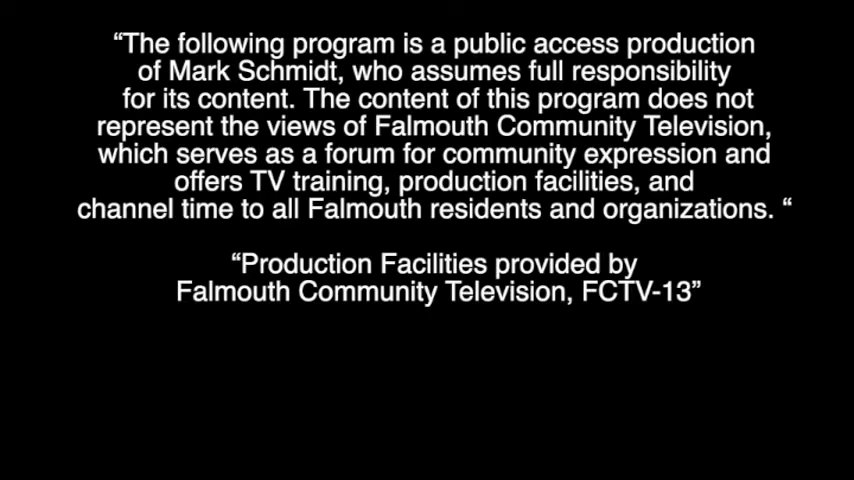 “The following program is a public access production
of Mark Schmidt, who assumes full responsibility
for its content. The content of this program does not
represent the views of Falmouth Community Television,
which serves as a forum for community expression and
offers TV training, production facilities, and
channel time to all Falmouth residents and organizations. “
“Production Facilities provided by
Falmouth Community Television, FCTV-13”